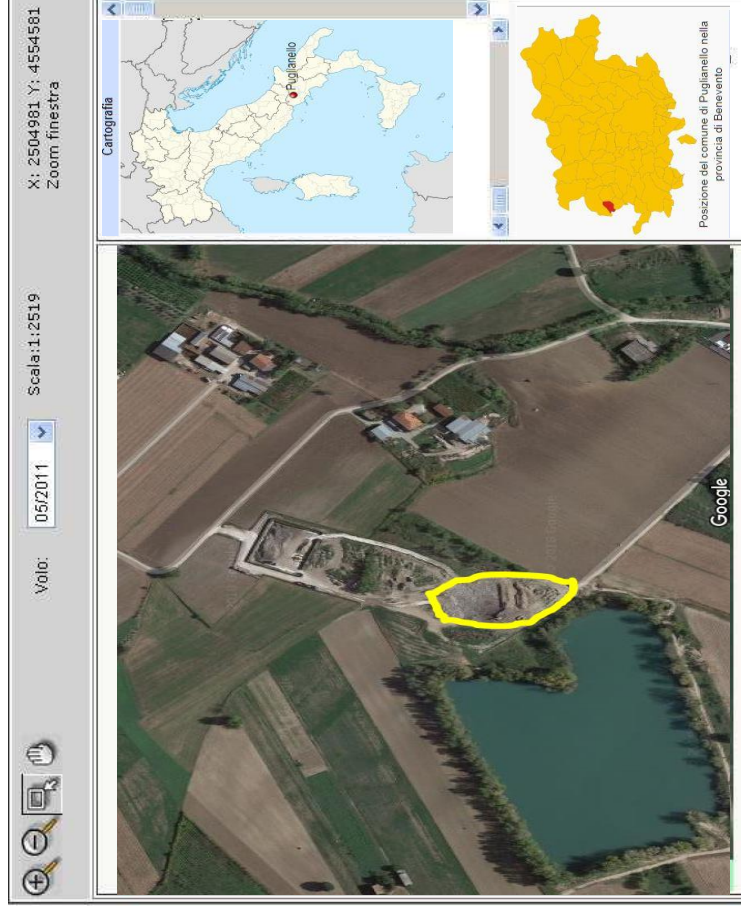 Volo: 05/2011 Scala:1:2519 X: 2504981 Y: 4554581
Zoom finestra
Cartografia
Puglianello
Google
Posizione del comune di Puglianello nella
provincia di Benevento